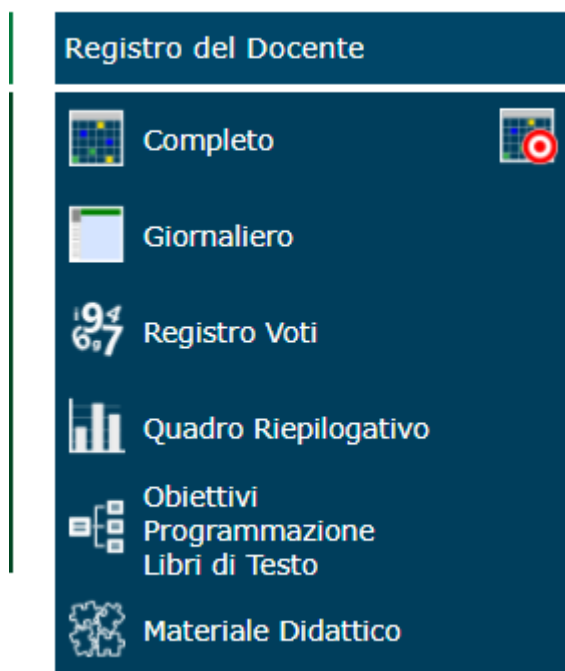 Registro del Docente
Completo
Giornaliero
Registro Voti
Quadro Riepilogativo
Obiettivi
Programmazione
Libri di Testo
Materiale Didattico